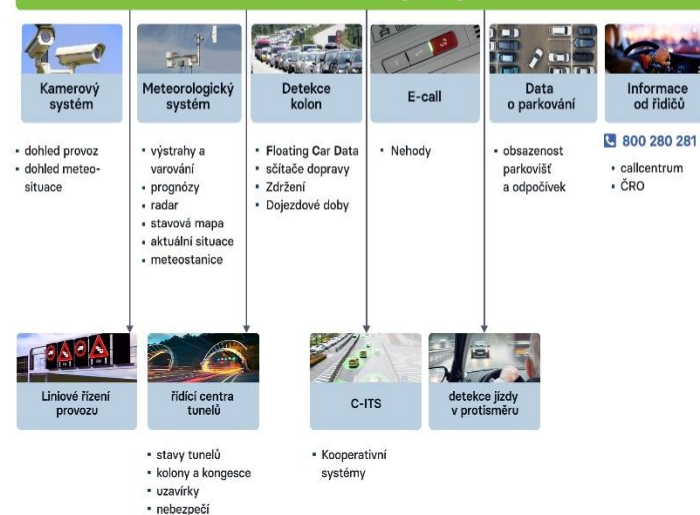 Kamerový
systém
dohled provoz
dohled meteo-
situace
Meteorologický
systém
výstrahy a
varování
prognózy
radar
stavová mapa
aktuální situace
meteostanice
Detekce
kolon
Floating Car Data
sčítače dopravy
Zdržení
Dojezdové doby
E-call
Nehody
Data
o parkování
obsazenost
parkovišť
a odpočívek
Informace
od řidičů
800 280 281
callcentrum
ČRO
Liniové řízení
provozu
řídící centra
tunelů
stavy tunelů
kolony a kongesce
uzavírky
nebezpečí
C-ITS
Kooperativní
systémy
detekce jízdy
v protisměru